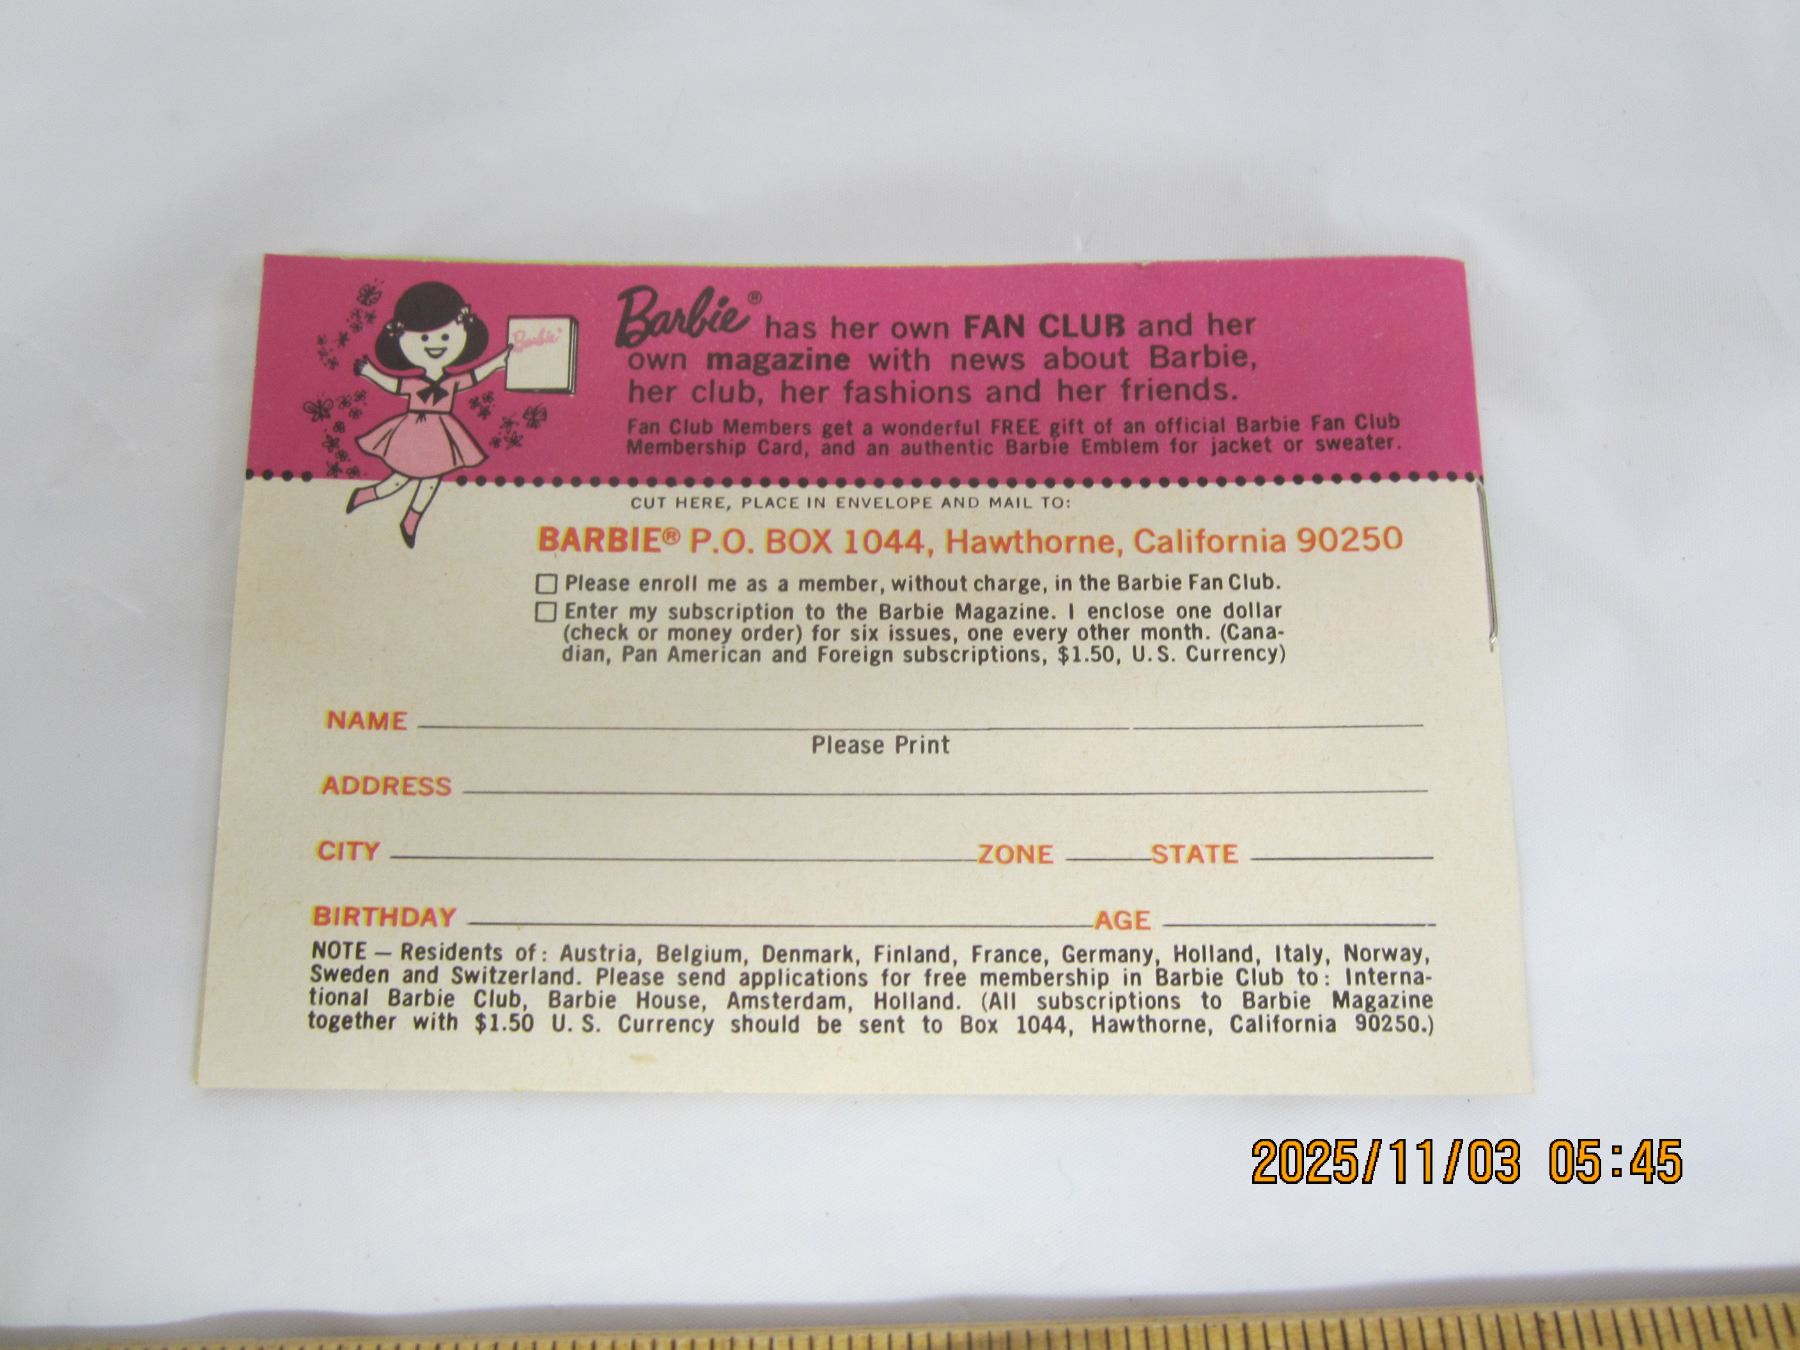 Barbie®
Barbie® has her own FAN CLUB and her
own magazine with news about Barbie,
her club, her fashions and her friends.
Fan Club Members get a wonderful FREE gift of an official Barbie Fan Club
Membership Card, and an authentic Barbie Emblem for jacket or sweater.
CUT HERE, PLACE IN ENVELOPE AND MAIL TO:
BARBIE® P.O. BOX 1044, Hawthorne, California 90250
Please enroll me as a member, without charge, in the Barbie Fan Club.
Enter my subscription to the Barbie Magazine. I enclose one dollar
(check or money order) for six issues, one every other month. (Cana-
dian, Pan American and Foreign subscriptions, $1.50, U.S. Currency)
NAME
Please Print
ADDRESS
CITY ZONE STATE
BIRTHDAY AGE
NOTE — Residents of: Austria, Belgium, Denmark, Finland, France, Germany, Holland, Italy, Norway,
Sweden and Switzerland. Please send applications for free membership in Barbie Club to: Interna-
tional Barbie Club, Barbie House, Amsterdam, Holland. (All subscriptions to Barbie Magazine
together with $1.50 U.S. Currency should be sent to Box 1044, Hawthorne, California 90250.)
2025/11/03 05:45